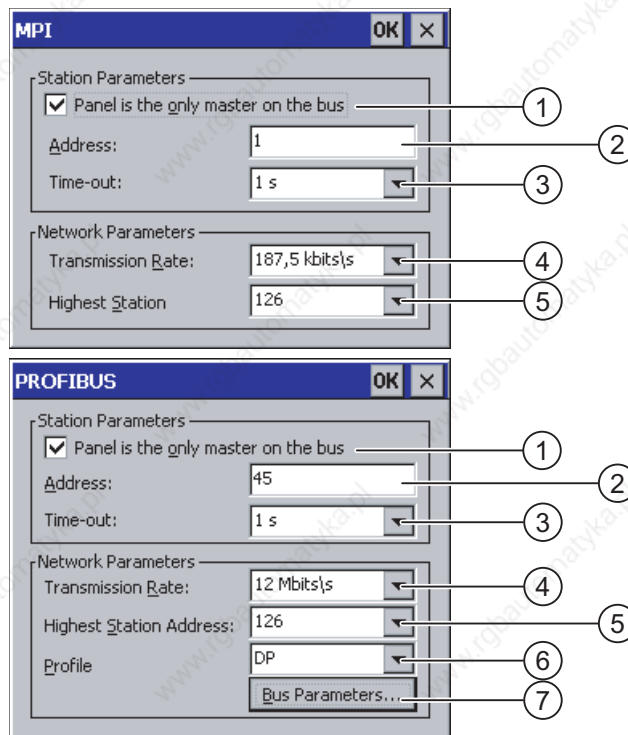 MPI OK ×
Station Parameters
Panel is the only master on the bus 1
Address: 1 2
Time-out: 1 s 3
Network Parameters
Transmission Rate: 187,5 kbits\s 4
Highest Station 126 5
PROFIBUS OK ×
Station Parameters
Panel is the only master on the bus 1
Address: 45 2
Time-out: 1 s 3
Network Parameters
Transmission Rate: 12 Mbits\s 4
Highest Station Address: 126 5
Profile DP 6
Bus Parameters... 7
www.rgbautomatyka.pl